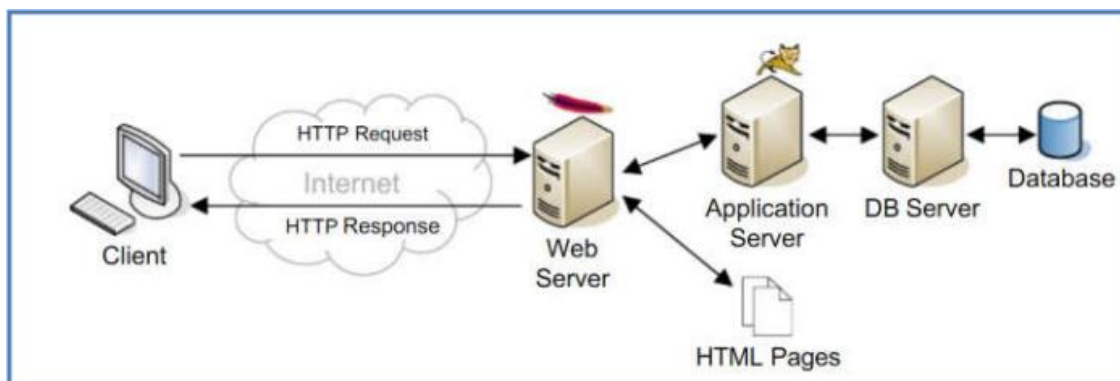 HTTP Request
Internet
HTTP Response
Client
Web
Server
Application
Server
DB Server
Database
HTML Pages